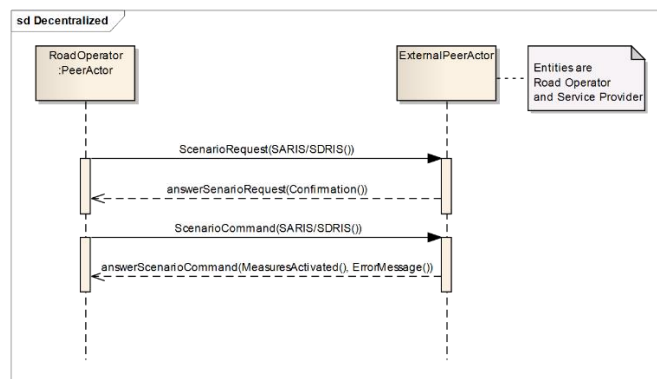 sd Decentralized
RoadOperator
:PeerActor
ExternalPeerActor
Entities are
Road Operator
and Service Provider
ScenarioRequest(SARIS/SDRIS())
answerSenarioRequest(Confirmation())
ScenarioCommand(SARIS/SDRIS())
answerScenarioCommand(MeasuresActivated(), ErrorMessage())